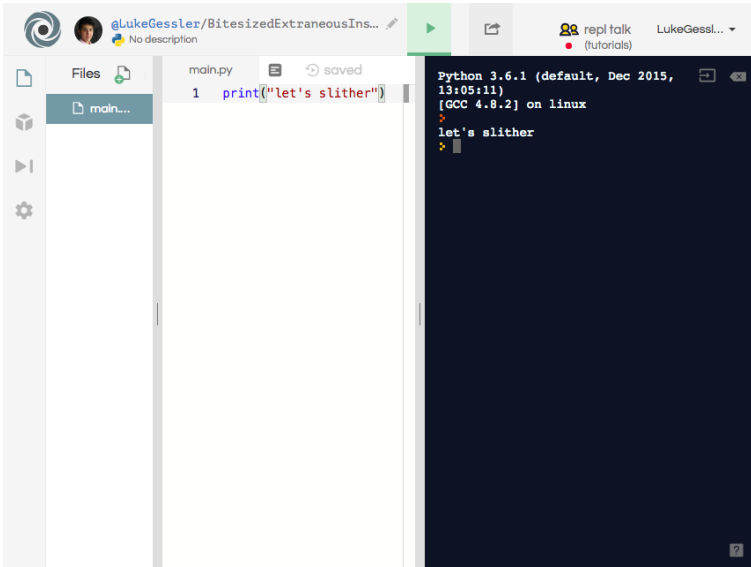 @LukeGessler/BitesizedExtraneousIns...
No description
repl talk
(tutorials)
LukeGessl...
Files
main....
main.py
saved
1 print("let's slither")
Python 3.6.1 (default, Dec 2015,
13:05:11)
[GCC 4.8.2] on linux
let's slither
?